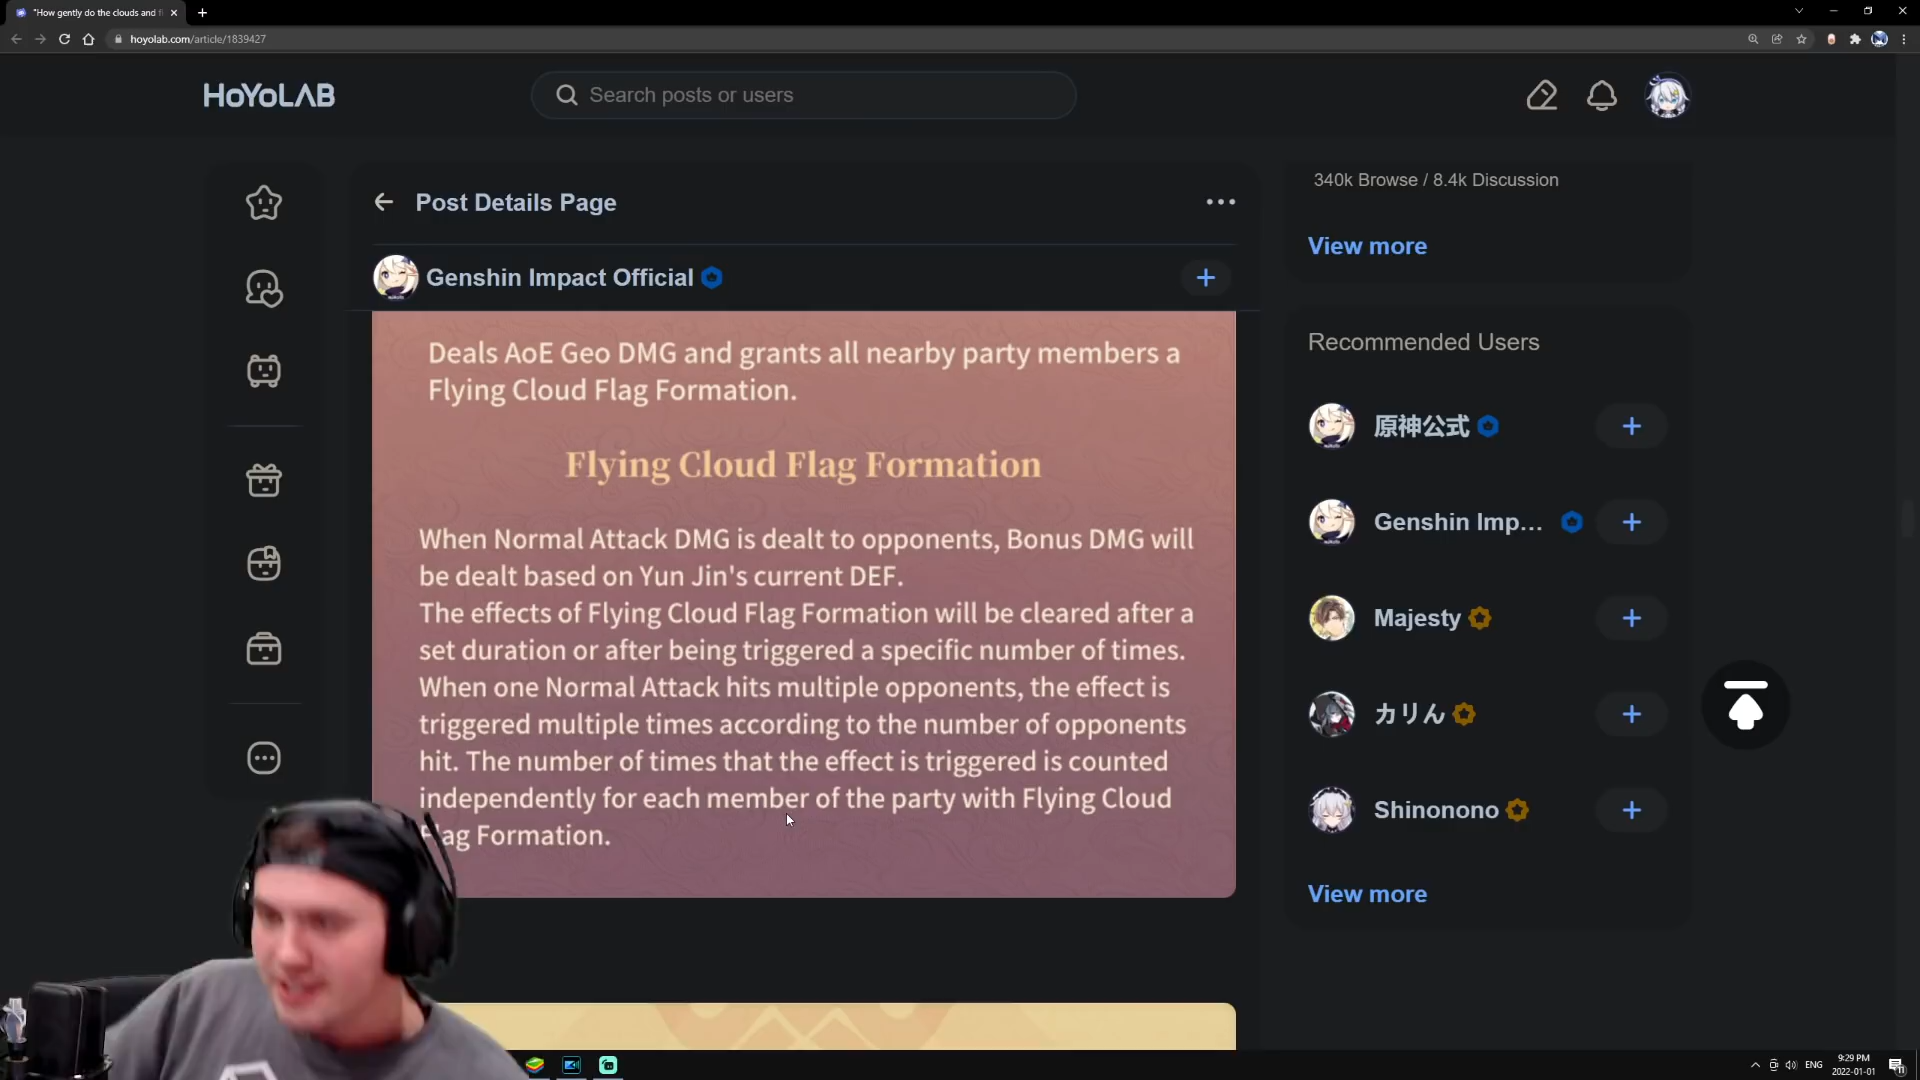 "How gently do the clouds and fl
hoyolab.com/article/1839427
HoYoLAB
Search posts or users
Post Details Page
Genshin Impact Official
Deals AoE Geo DMG and grants all nearby party members a
Flying Cloud Flag Formation.
Flying Cloud Flag Formation
When Normal Attack DMG is dealt to opponents, Bonus DMG will
be dealt based on Yun Jin's current DEF.
The effects of Flying Cloud Flag Formation will be cleared after a
set duration or after being triggered a specific number of times.
When one Normal Attack hits multiple opponents, the effect is
triggered multiple times according to the number of opponents
hit. The number of times that the effect is triggered is counted
independently for each member of the party with Flying Cloud
Flag Formation.
340k Browse / 8.4k Discussion
View more
Recommended Users
原神公式
Genshin Imp...
Majesty
カリん
Shinonono
View more
ENG
9:29 PM
2022-01-01